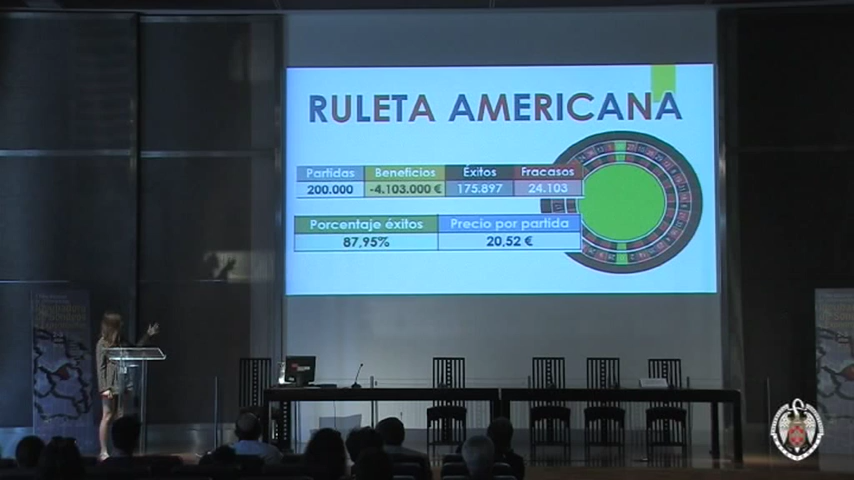 RULETA AMERICANA
Partidas Beneficios Éxitos Fracasos
200.000 -4.103.000 € 175.897 24.103
Porcentaje éxitos Precio por partida
87,95% 20,52 €